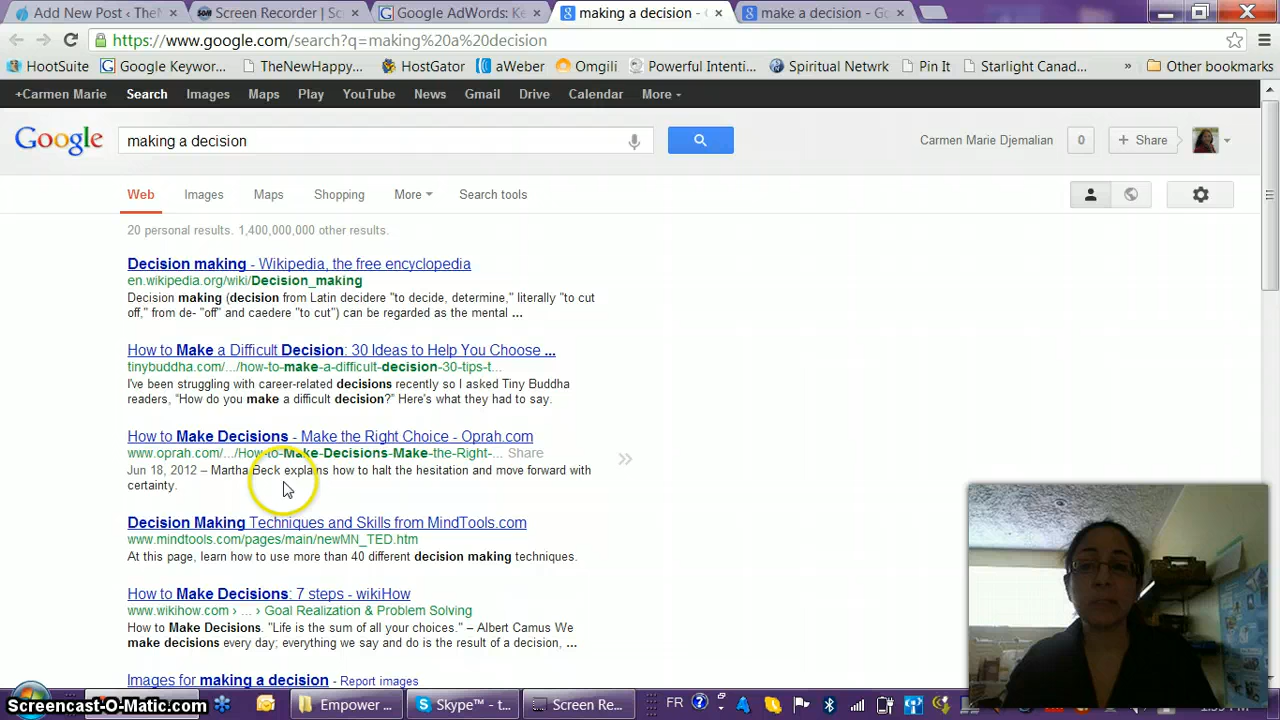 Add New Post ‹ TheN
Screen Recorder | Sc
Google AdWords: Ke
making a decision - G
make a decision - Go
https://www.google.com/search?q=making%20a%20decision
HootSuite Google Keywor... TheNewHappy... HostGator aWeber Omgili Powerful Intenti... Spiritual Netwrk Pin It Starlight Canad... » Other bookmarks
+Carmen Marie Search Images Maps Play YouTube News Gmail Drive Calendar More
Google making a decision Carmen Marie Djemalian 0 + Share
Web Images Maps Shopping More Search tools
20 personal results. 1,400,000,000 other results.
Decision making - Wikipedia, the free encyclopedia
en.wikipedia.org/wiki/Decision_making
Decision making (decision from Latin decidere "to decide, determine," literally "to cut
off," from de- "off" and caedere "to cut") can be regarded as the mental ...
How to Make a Difficult Decision: 30 Ideas to Help You Choose ...
tinybuddha.com/.../how-to-make-a-difficult-decision-30-tips-t...
I've been struggling with career-related decisions recently so I asked Tiny Buddha
readers, “How do you make a difficult decision?” Here's what they had to say.
How to Make Decisions - Make the Right Choice - Oprah.com
www.oprah.com/.../How-to-Make-Decisions-Make-the-Right-... Share
Jun 18, 2012 – Martha Beck explains how to halt the hesitation and move forward with
certainty.
Decision Making Techniques and Skills from MindTools.com
www.mindtools.com/pages/main/newMN_TED.htm
At this page, learn how to use more than 40 different decision making techniques.
How to Make Decisions: 7 steps - wikiHow
www.wikihow.com › ... › Goal Realization & Problem Solving
How to Make Decisions. "Life is the sum of all your choices." – Albert Camus We
make decisions every day; everything we say and do is the result of a decision, ...
Images for making a decision - Report images
Screencast-O-Matic.com Empower ... Skype™ - t... Screen Re... FR